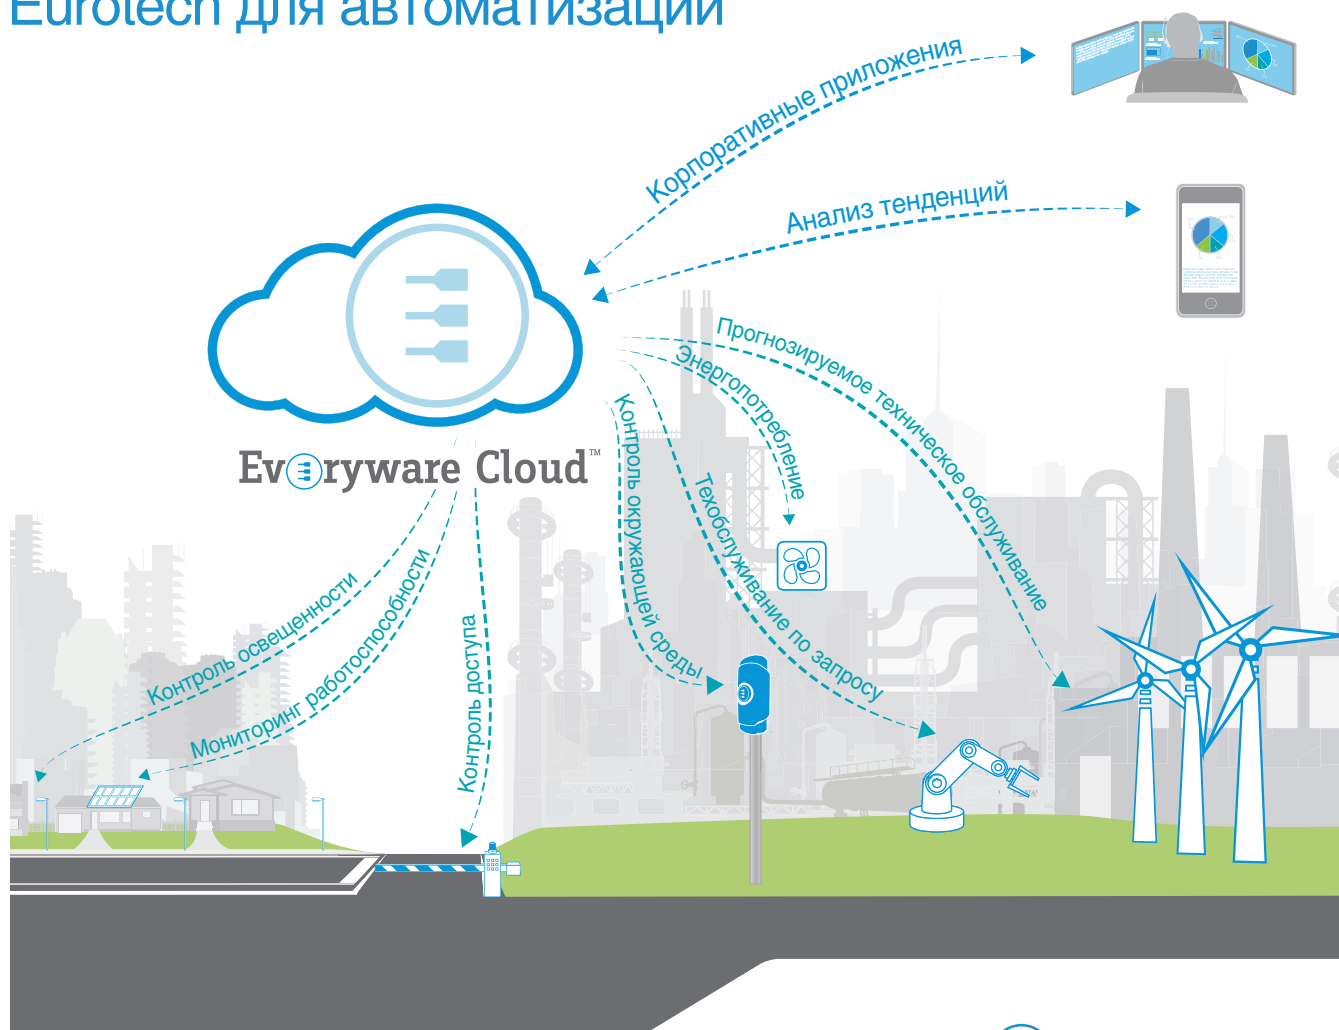 Eurotech для автоматизации
Корпоративные приложения
Анализ тенденций
Прогнозируемое техническое обслуживание
Энергопотребление
Контроль окружающей среды
Техобслуживание по запросу
Everyware Cloud™
Контроль освещенности
Мониторинг работоспособности
Контроль доступа